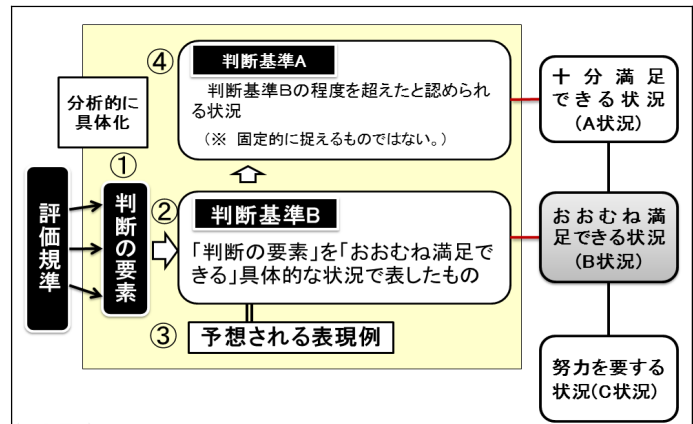 ④
判断基準A
判断基準Bの程度を超えたと認められ
る状況
(※ 固定的に捉えるものではない。)
十分満足
できる状況
(A状況)
分析的に
具体化
①
評価規準
判断の要素
②
判断基準B
「判断の要素」を「おおむね満足で
きる」具体的な状況で表したもの
おおむね満
足できる状況
(B状況)
③
予想される表現例
努力を要する
状況(C状況)